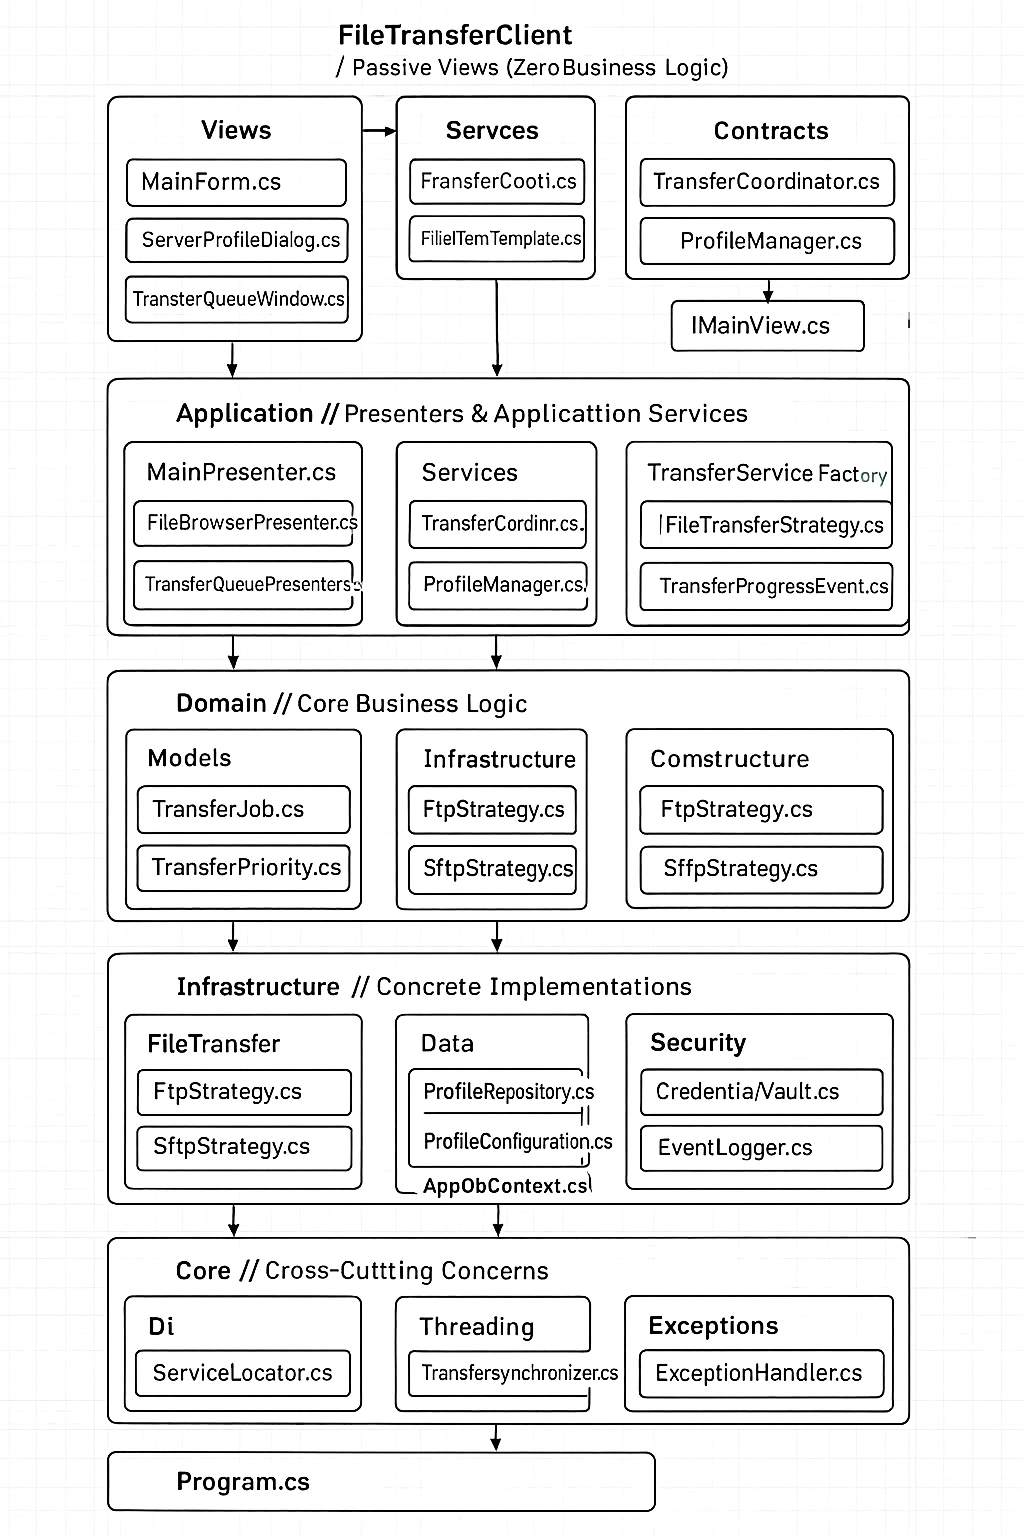 FileTransferClient
/ Passive Views (Zero Business Logic)
Views
MainForm.cs
ServerProfileDialog.cs
TransterQueueWindow.cs
Servces
FransferCooti.cs
FilielTemTemplate.cs
Contracts
TransferCoordinator.cs
ProfileManager.cs
IMainView.cs
Application // Presenters & Applicattion Services
MainPresenter.cs
FileBrowserPresenter.cs
TransferQueuePresenters
Services
TransferCordinr.cs.
ProfileManager.cs
TransferService Factory
|FileTransferStrategy.cs
TransferProgressEvent.cs
Domain // Core Business Logic
Models
TransferJob.cs
TransferPriority.cs
Infrastructure
FtpStrategy.cs
SftpStrategy.cs
Comstructure
FtpStrategy.cs
SffpStrategy.cs
Infrastructure // Concrete Implementations
FileTransfer
FtpStrategy.cs
SftpStrategy.cs
Data
ProfileRepository.cs
ProfileConfiguration.cs
AppObContext.cs
Security
Credentia/Vault.cs
EventLogger.cs
Core // Cross-Cuttting Concerns
Di
ServiceLocator.cs
Threading
Transfersynchronizer.cs
Exceptions
ExceptionHandler.cs
Program.cs